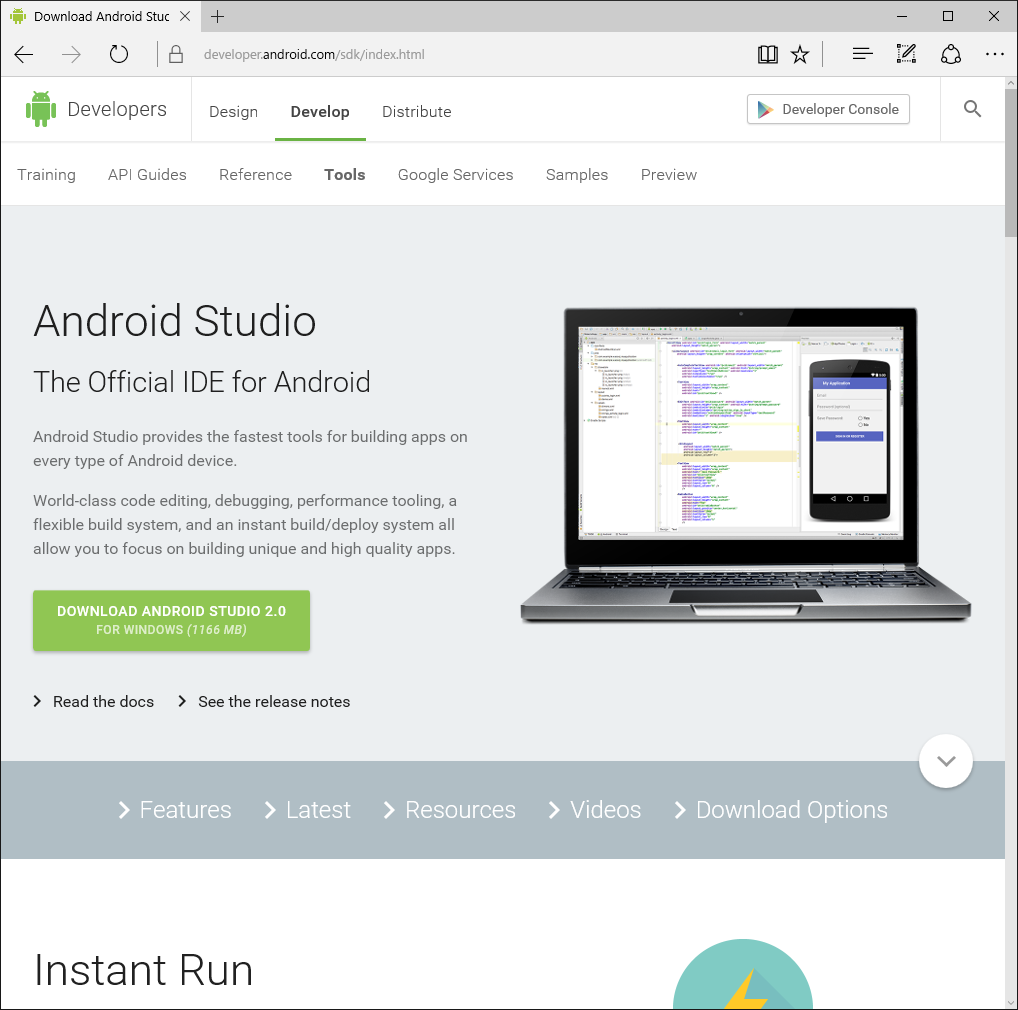 Download Android Stuc
developer.android.com/sdk/index.html
Developers
Design Develop Distribute
Developer Console
Training API Guides Reference Tools Google Services Samples Preview
Android Studio
The Official IDE for Android
Android Studio provides the fastest tools for building apps on
every type of Android device.
World-class code editing, debugging, performance tooling, a
flexible build system, and an instant build/deploy system all
allow you to focus on building unique and high quality apps.
My Application
DOWNLOAD ANDROID STUDIO 2.0
FOR WINDOWS (1166 MB)
Read the docs See the release notes
Features Latest Resources Videos Download Options
Instant Run